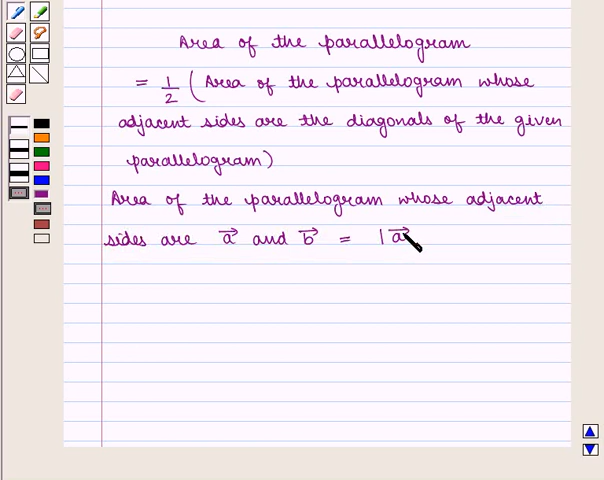 Area of the parallelogram
= 1/2 (Area of the parallelogram whose
adjacent sides are the diagonals of the given
parallelogram)
Area of the parallelogram whose adjacent
sides are a⃗ and b⃗ = |a⃗